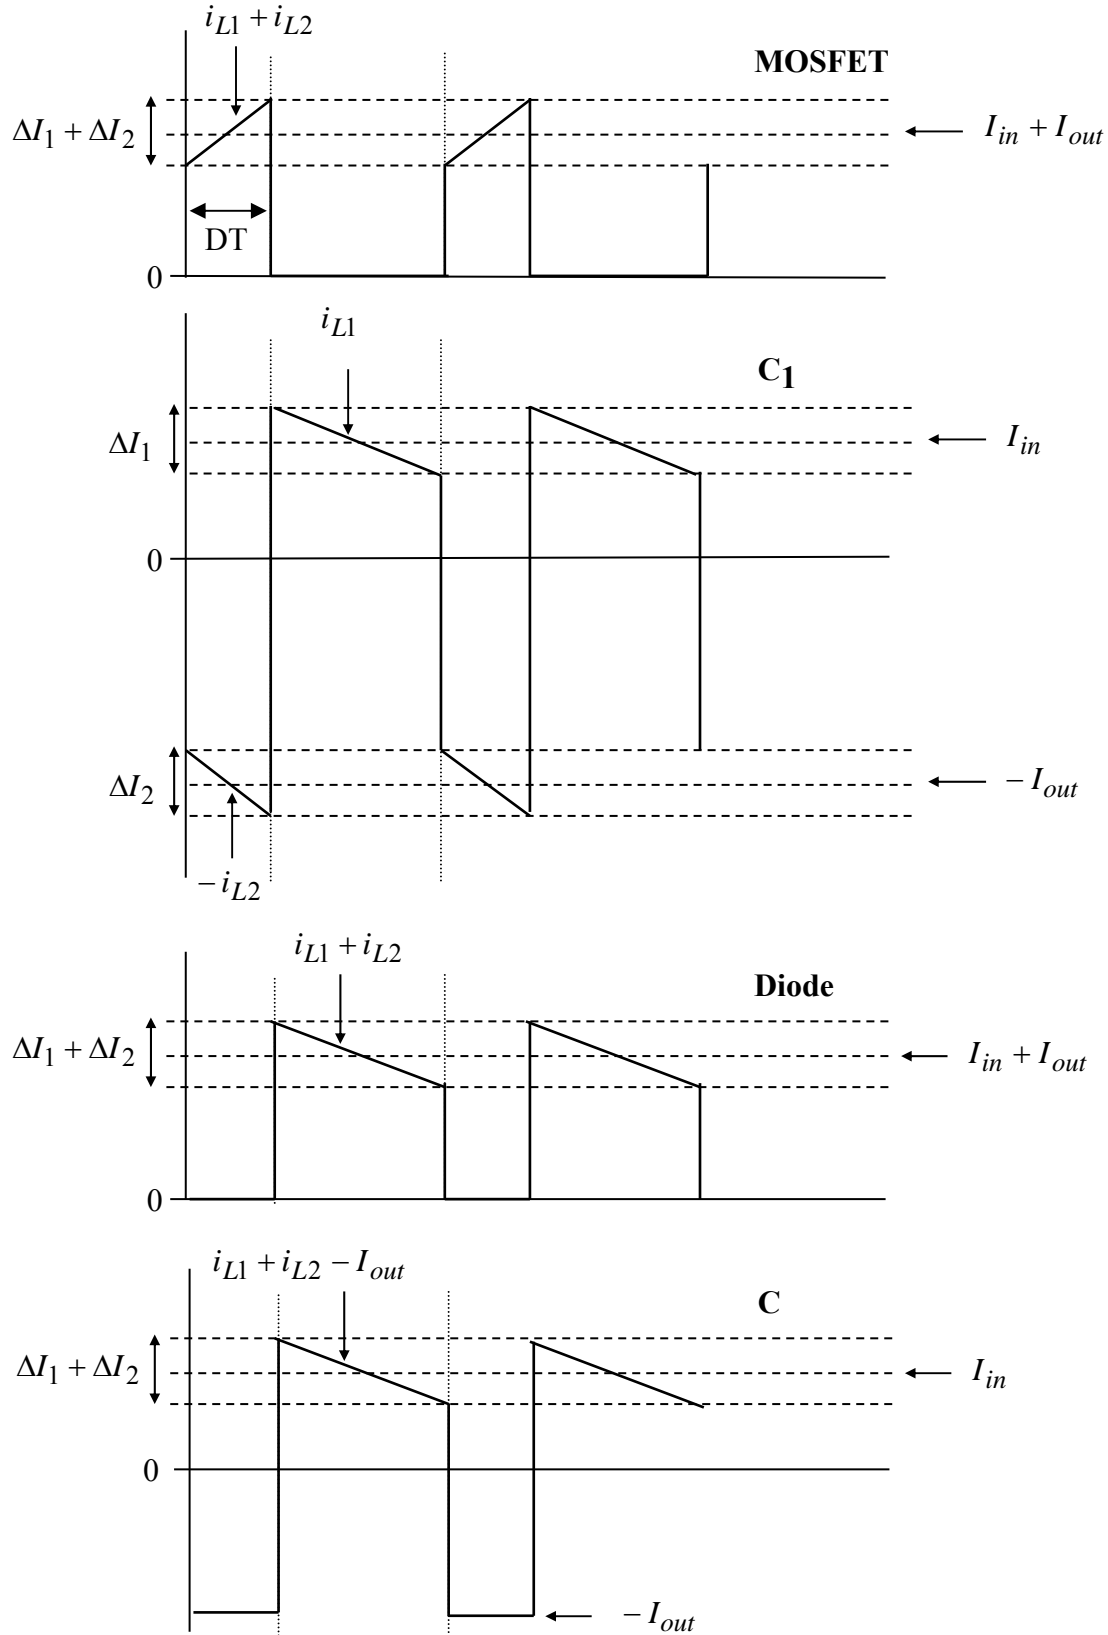 i_{L1} + i_{L2}
MOSFET
ΔI_1 + ΔI_2
I_{in} + I_{out}
DT
0
i_{L1}
C_1
ΔI_1
I_{in}
0
ΔI_2
– I_{out}
– i_{L2}
i_{L1} + i_{L2}
Diode
ΔI_1 + ΔI_2
I_{in} + I_{out}
0
i_{L1} + i_{L2} – I_{out}
C
ΔI_1 + ΔI_2
I_{in}
0
– I_{out}